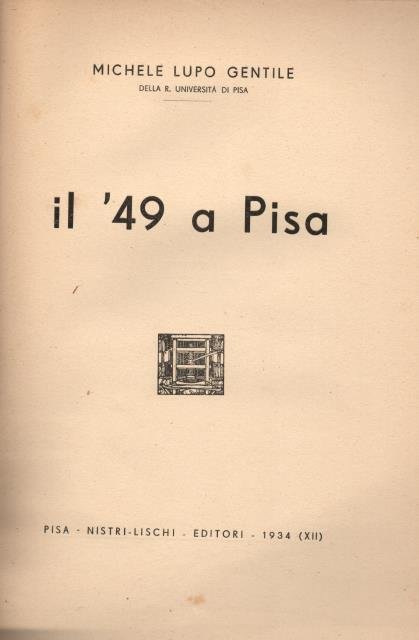 MICHELE LUPO GENTILE
DELLA R. UNIVERSITÀ DI PISA
il '49 a Pisa
PISA - NISTRI-LISCHI - EDITORI - 1934 (XII)